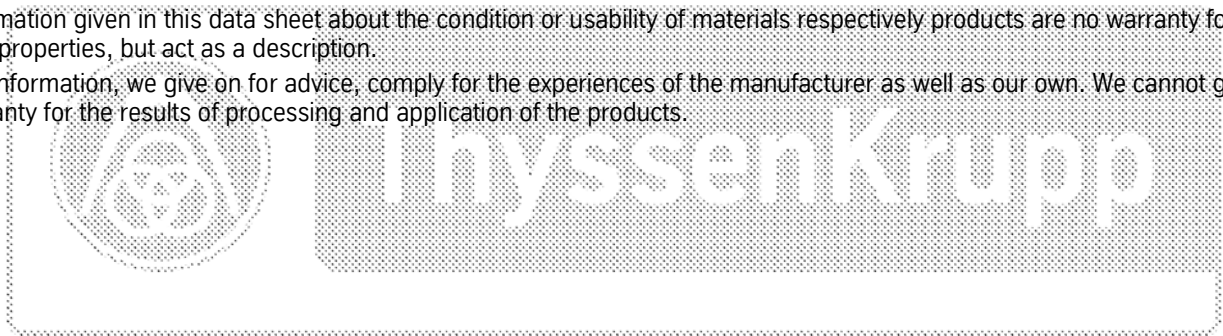 mation given in this data sheet about the condition or usability of materials respectively products are no warranty fo
properties, but act as a description.
nformation, we give on for advice, comply for the experiences of the manufacturer as well as our own. We cannot g
anty for the results of processing and application of the products.
ThyssenKrupp